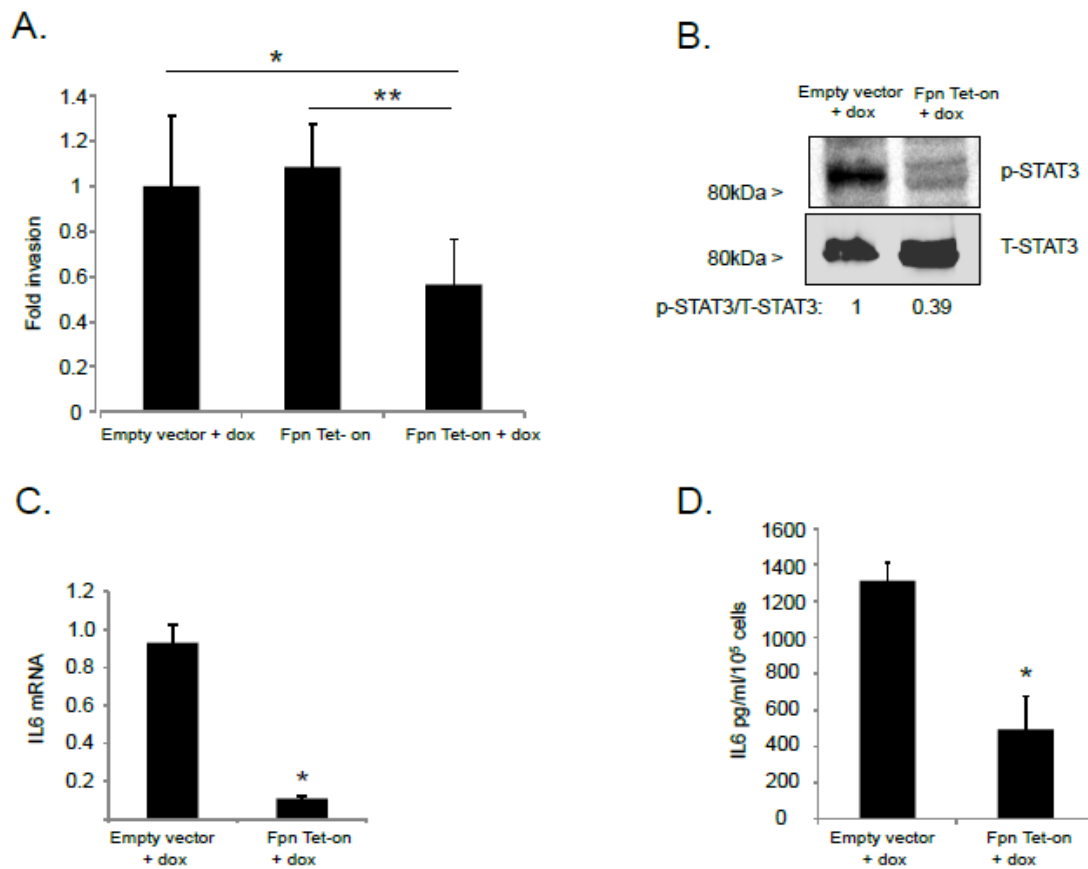 A.
*
**
1.4
1.2
1
0.8
0.6
0.4
0.2
0
Fold invasion
Empty vector + dox
Fpn Tet- on
Fpn Tet-on + dox
B.
Empty vector
+ dox
Fpn Tet-on
+ dox
80kDa >
p-STAT3
80kDa >
T-STAT3
p-STAT3/T-STAT3: 1 0.39
C.
1.2
1.0
0.8
0.6
0.4
0.2
IL6 mRNA
*
Empty vector
+ dox
Fpn Tet-on
+ dox
D.
1600
1400
1200
1000
800
600
400
200
0
IL6 pg/ml/10⁵ cells
*
Empty vector
+ dox
Fpn Tet-on
+ dox